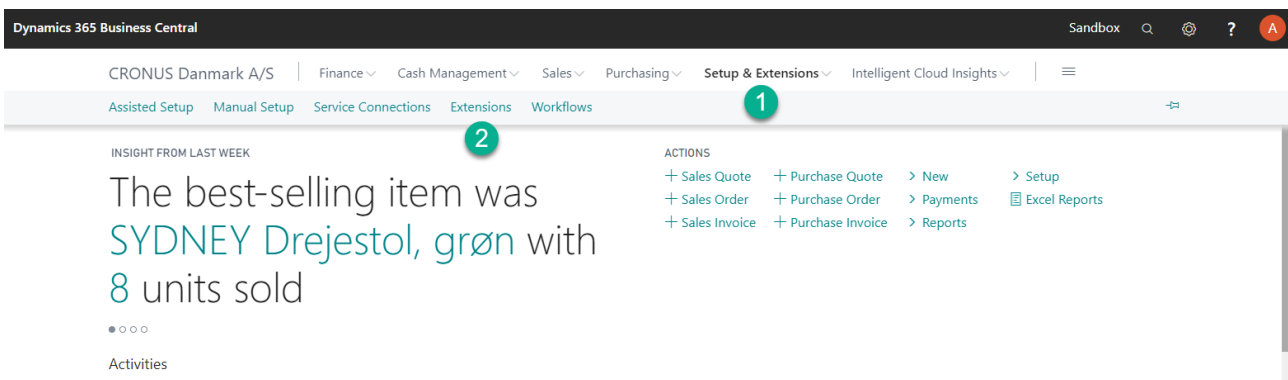 Dynamics 365 Business Central Sandbox ? A
CRONUS Danmark A/S Finance Cash Management Sales Purchasing Setup & Extensions Intelligent Cloud Insights
1
Assisted Setup Manual Setup Service Connections Extensions Workflows
2
INSIGHT FROM LAST WEEK
The best-selling item was
SYDNEY Drejestol, grøn with
8 units sold
Activities
ACTIONS
+ Sales Quote + Purchase Quote > New > Setup
+ Sales Order + Purchase Order > Payments Excel Reports
+ Sales Invoice + Purchase Invoice > Reports